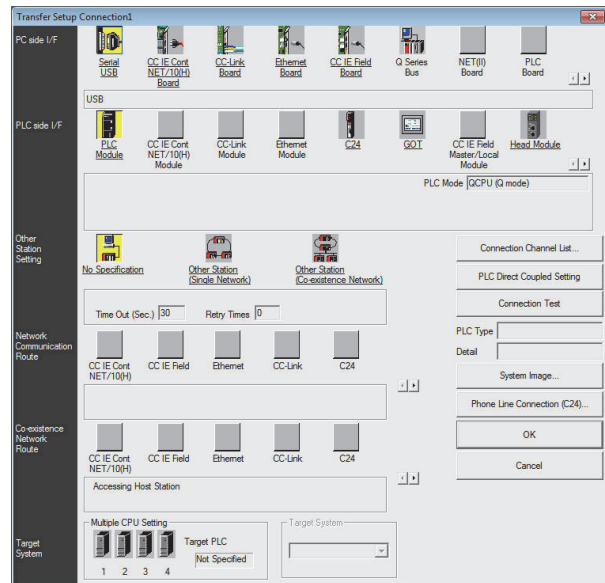 Transfer Setup Connection1
PC side I/F
Serial USB
CC IE Cont NET/10(H) Board
CC-Link Board
Ethernet Board
CC IE Field Board
Q Series Bus
NET(II) Board
PLC Board
USB
PLC side I/F
PLC Module
CC IE Cont NET/10(H) Module
CC-Link Module
Ethernet Module
C24
GOT
CC IE Field Master/Local Module
Head Module
PLC Mode QCPU (Q mode)
Other Station Setting
No Specification
Other Station (Single Network)
Other Station (Co-existence Network)
Connection Channel List...
PLC Direct Coupled Setting
Time Out (Sec.) 30 Retry Times 0
Connection Test
Network Communication Route
CC IE Cont NET/10(H)
CC IE Field
Ethernet
CC-Link
C24
PLC Type
Detail
System Image...
Phone Line Connection (C24)...
Co-existence Network Route
CC IE Cont NET/10(H)
CC IE Field
Ethernet
CC-Link
C24
OK
Cancel
Accessing Host Station
Target System
Multiple CPU Setting
1 2 3 4
Target PLC
Not Specified
Target System